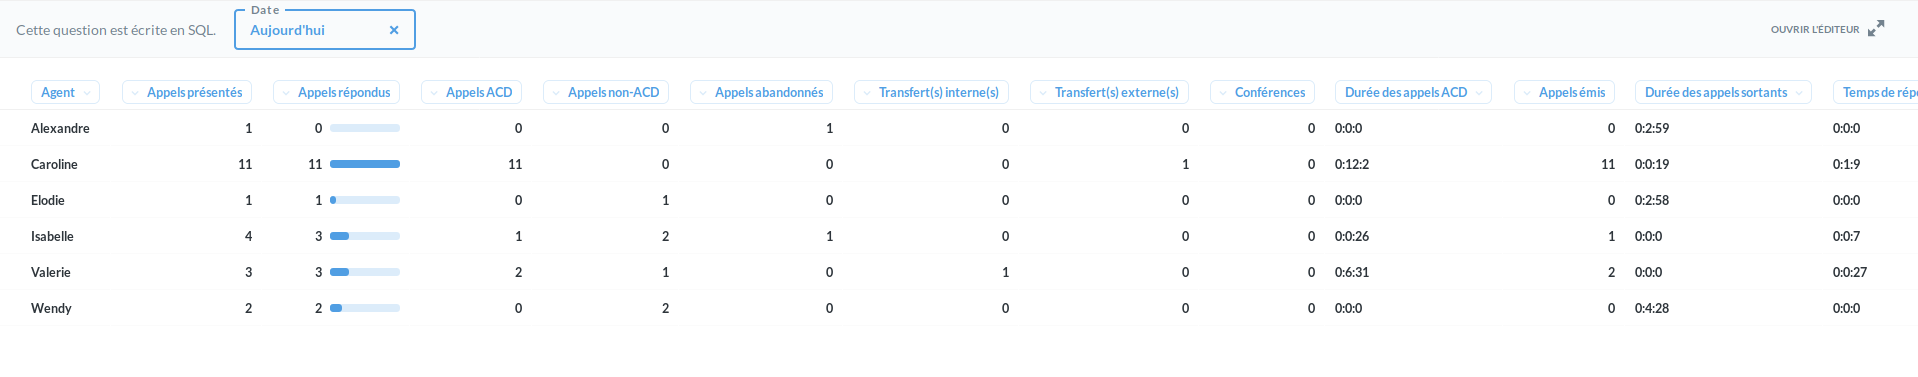 Date
Cette question est écrite en SQL. Aujourd'hui × OUVRIR L'ÉDITEUR
Agent Appels présentés Appels répondus Appels ACD Appels non-ACD Appels abandonnés Transfert(s) interne(s) Transfert(s) externe(s) Conférences Durée des appels ACD Appels émis Durée des appels sortants Temps de rép
Alexandre 1 0 0 0 1 0 0 0 0:0:0 0 0:2:59 0:0:0
Caroline 11 11 11 0 0 0 1 0 0:12:2 11 0:0:19 0:1:9
Elodie 1 1 0 1 0 0 0 0 0:0:0 0 0:2:58 0:0:0
Isabelle 4 3 1 2 1 0 0 0 0:0:26 1 0:0:0 0:0:7
Valerie 3 3 2 1 0 1 0 0 0:6:31 2 0:0:0 0:0:27
Wendy 2 2 0 2 0 0 0 0 0:0:0 0 0:4:28 0:0:0